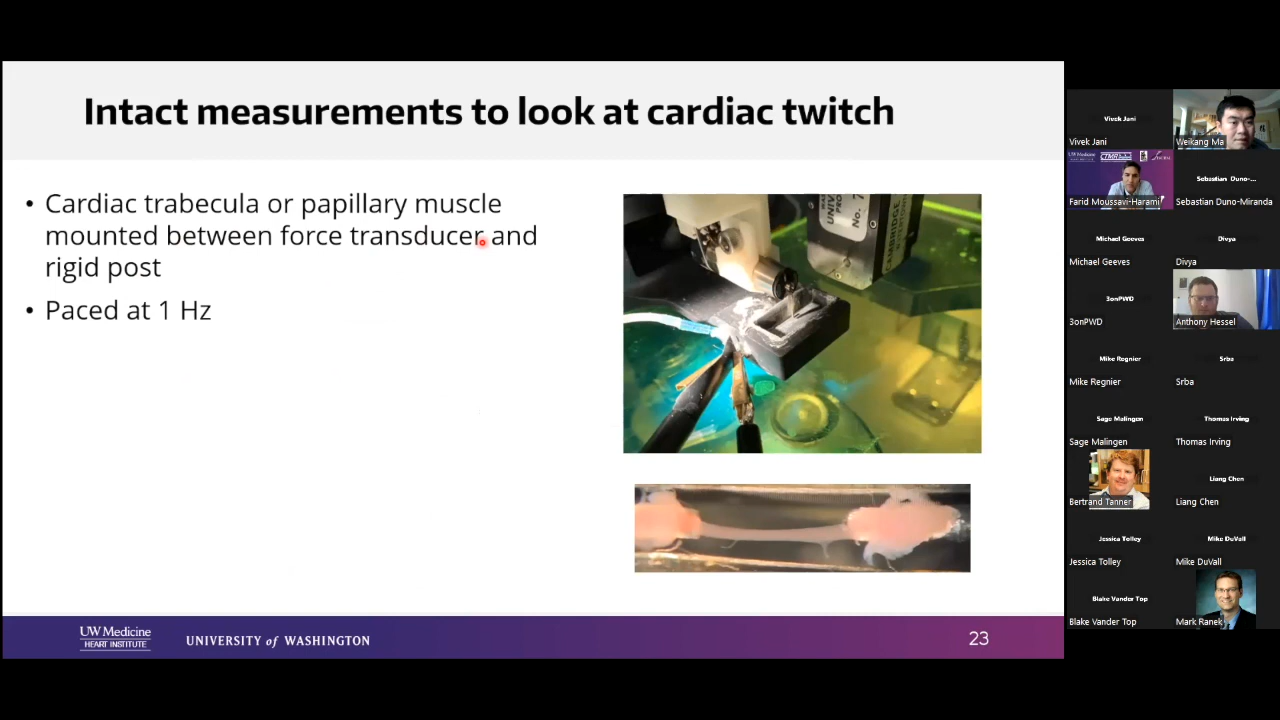 Intact measurements to look at cardiac twitch
• Cardiac trabecula or papillary muscle
mounted between force transducer and
rigid post
• Paced at 1 Hz
UW Medicine
HEART INSTITUTE
UNIVERSITY of WASHINGTON
23
Vivek Jani
Vivek Jani
Weikang Ma
UW Medicine
Farid Moussavi-Harami
Sebastian Duno-...
Sebastian Duno-Miranda
Michael Geeves
Michael Geeves
Divya
Divya
3onPWD
3onPWD
Anthony Hessel
Mike Regnier
Mike Regnier
Srba
Srba
Sage Malingen
Sage Malingen
Thomas Irving
Thomas Irving
Bertrand Tanner
Liang Chen
Liang Chen
Jessica Tolley
Jessica Tolley
Mike DuVall
Mike DuVall
Blake Vander Top
Blake Vander Top
Mark Ranek